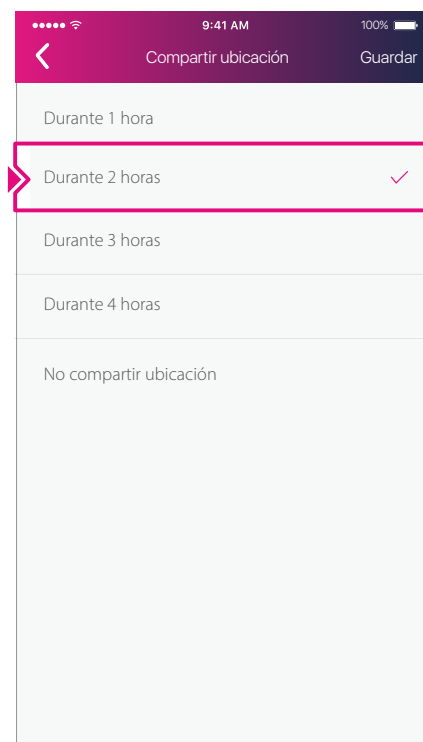 9:41 AM 100%
Compartir ubicación Guardar
Durante 1 hora
Durante 2 horas
Durante 3 horas
Durante 4 horas
No compartir ubicación